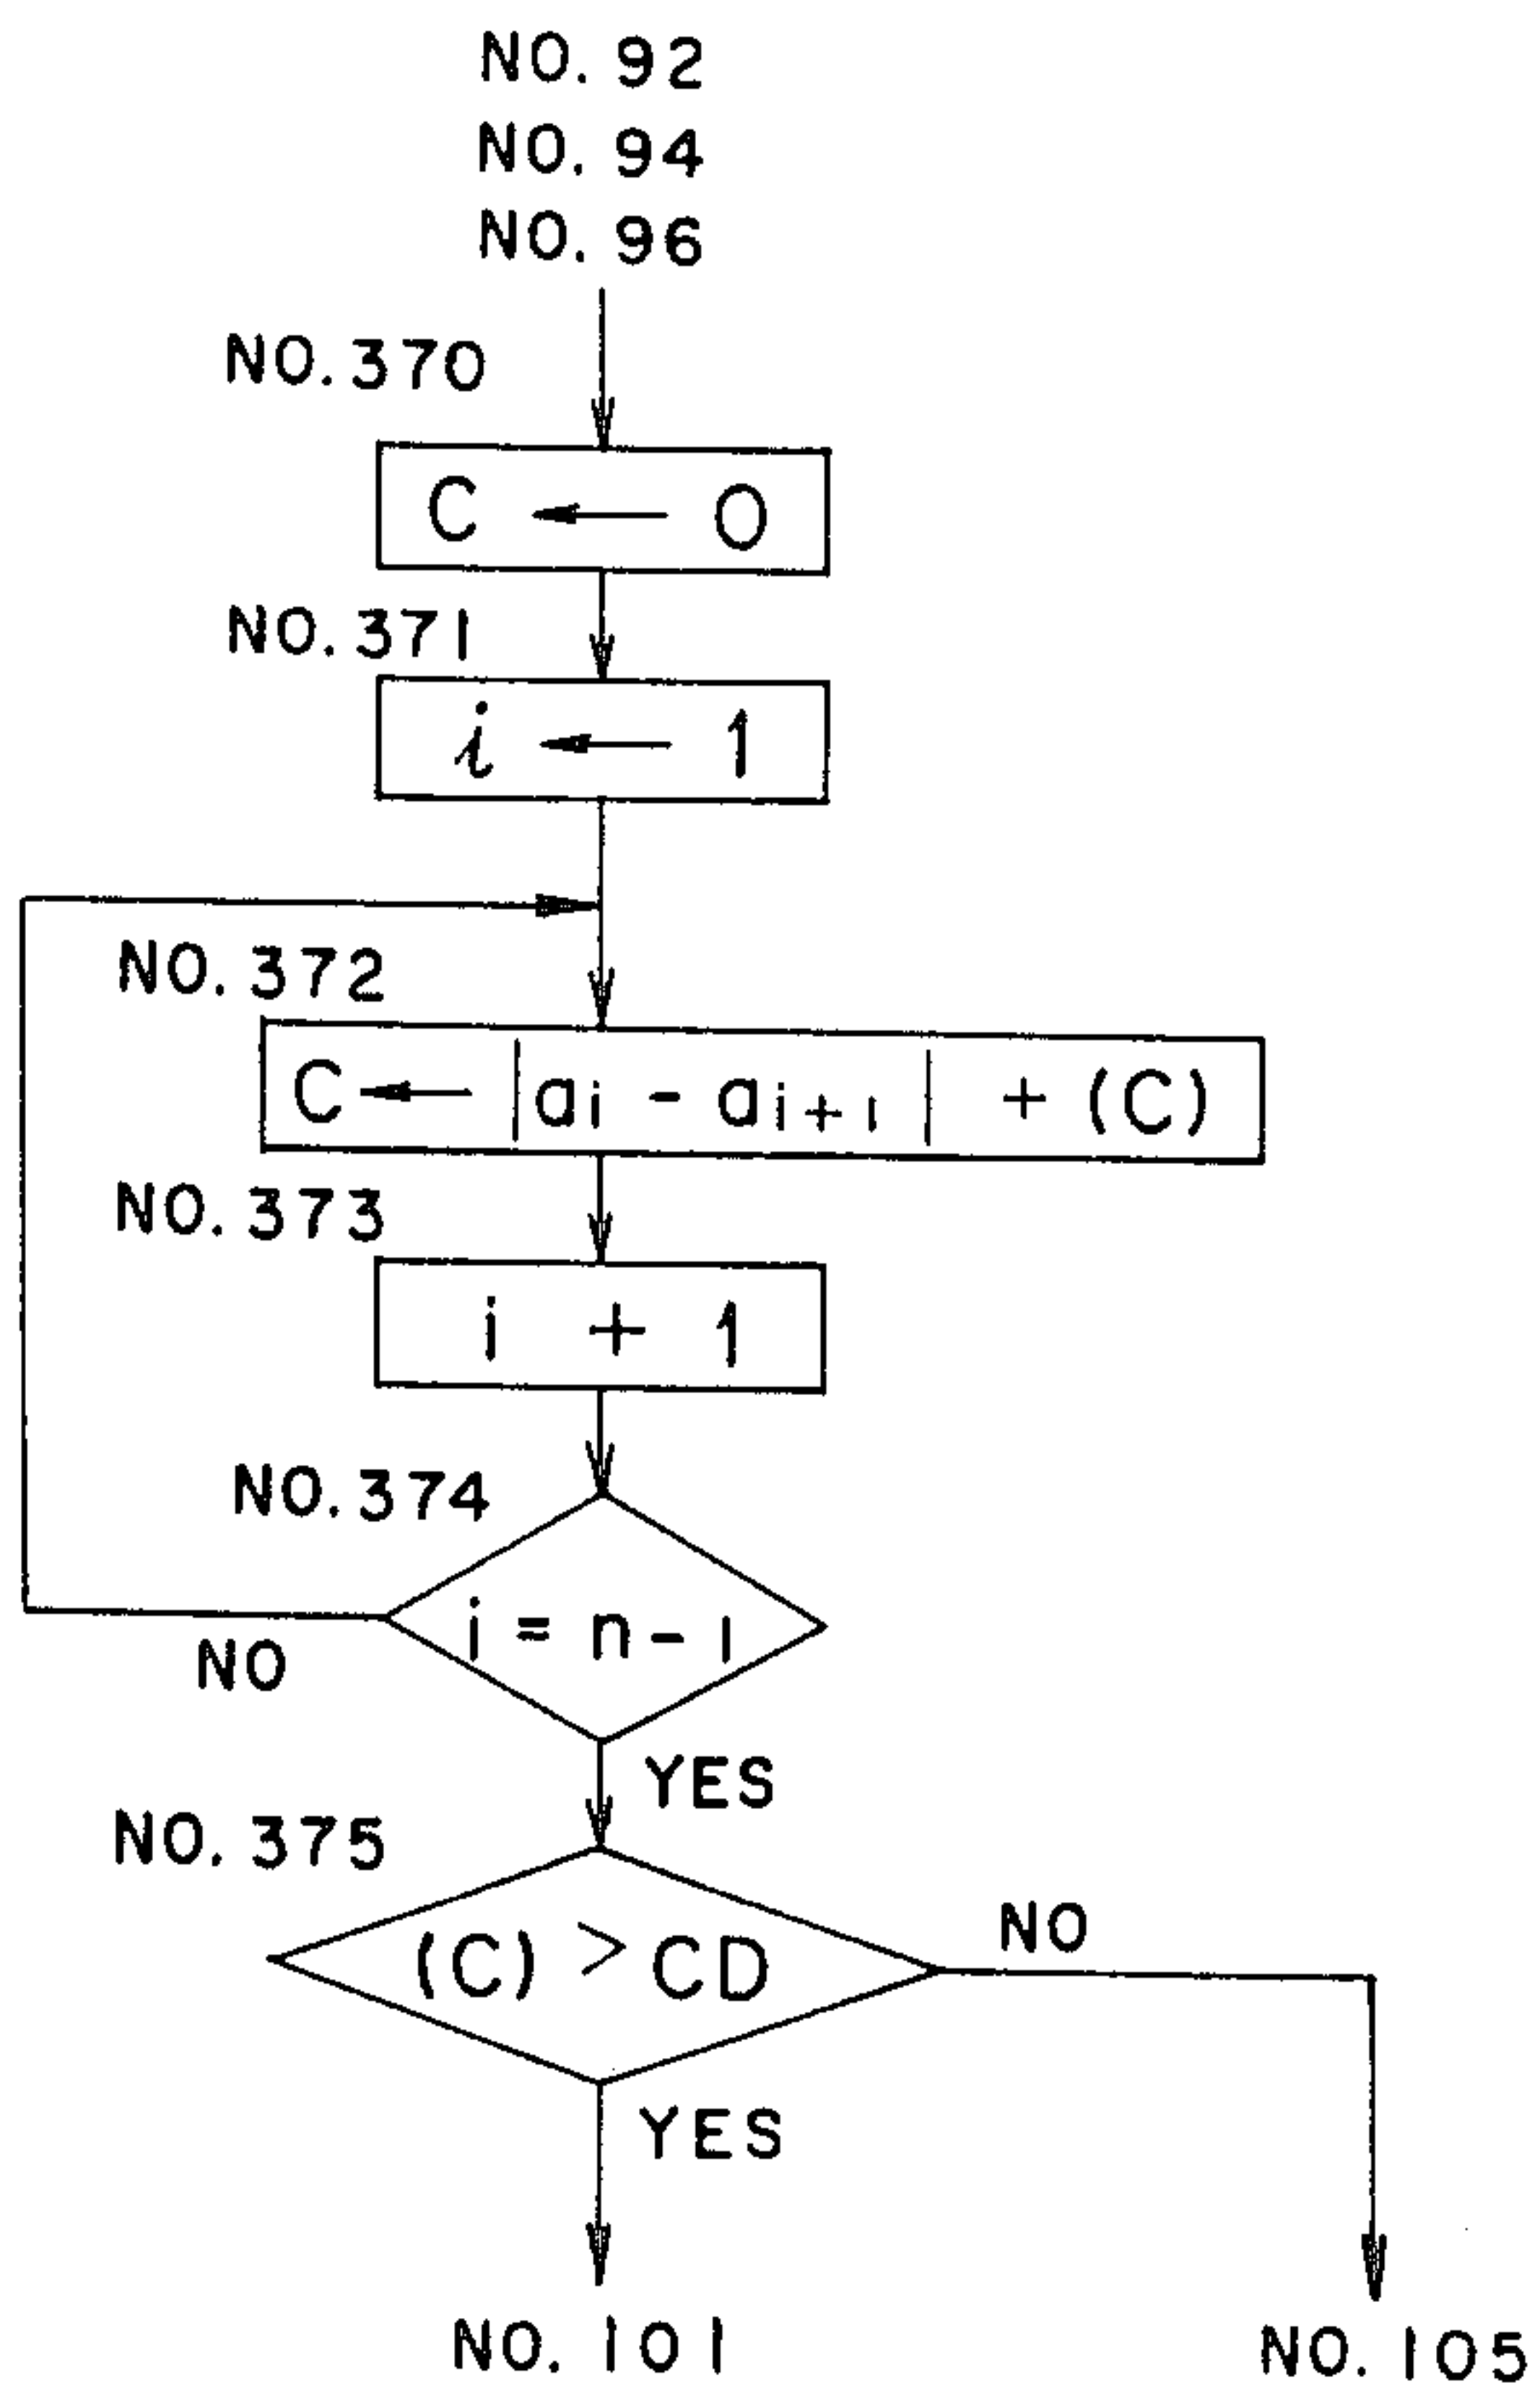 NO. 92
NO. 94
NO. 96
NO. 370
C ← 0
NO. 371
i ← 1
NO. 372
C ← |ai - ai+1| + (C)
NO. 373
i + 1
NO. 374
i = n-1
NO
YES
NO. 375
(C) > CD
NO
YES
NO. 101
NO. 105